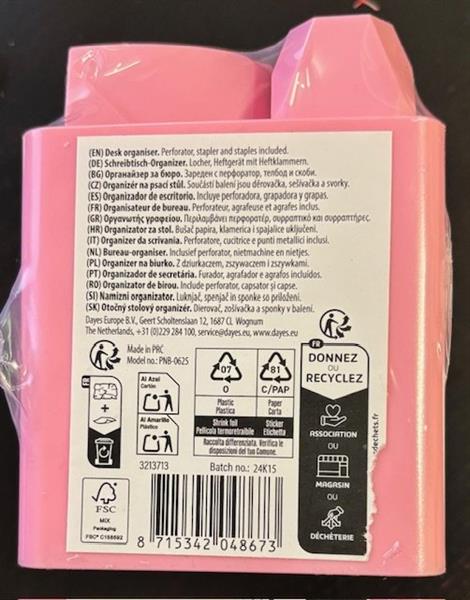 (EN) Desk organiser. Perforator, stapler and staples included.
(DE) Schreibtisch-Organizer. Locher, Heftgerät mit Heftklammern.
(BG) Органайзер за бюро. Зареден с перфоратор, телбод и скоби.
(CZ) Organizér na psací stůl. Součástí balení jsou děrovačka, sešívačka a svorky.
(ES) Organizador de escritorio. Incluye perforadora, grapadora y grapas.
(FR) Organisateur de bureau. Perforateur, agrafeuse et agrafes inclus.
(GR) Οργανωτής γραφείου. Περιλαμβάνει περφορατέρ, συρραπτικό και συρραπτήρες.
(HR) Organizator za stol. Bušač papira, klamerica i spajalice uključeni.
(IT) Organizer da scrivania. Perforatore, cucitrice e punti metallici inclusi.
(NL) Bureau-organiser. Inclusief perforator, nietmachine en nietjes.
(PL) Organizer na biurko. Z dziurkaczem, zszywaczem i zszywkami.
(PT) Organizador de secretária. Furador, agrafador e agrafos incluídos.
(RO) Organizator de birou. Include perforator, capsator și capse.
(SI) Namizni organizator. Luknjač, spenjač in sponke so priloženi.
(SK) Otočný stolový organizér. Dierovač, zošívačka a sponky v balení.
Dayes Europe B.V., Geert Scholtenslaan 12, 1687 CL Wognum
The Netherlands, +31 (0)229 284 100, service@dayes.eu, www.dayes.eu
Made in PRC
Model no.: PNB-0625
Al Azul
Cartón
Al Amarillo
Plástico
07
O
Plastic
Plastica
Shrink foil
Pellicola termoretraibile
81
C/PAP
Paper
Carta
Sticker
Etichetta
Raccolta differenziata. Verifica le
disposizioni del tuo Comune.
FR
DONNEZ
OU
RECYCLEZ
ASSOCIATION
OU
MAGASIN
OU
DÉCHÈTERIE
3213713
Batch no.: 24K15
FSC
MIX
Packaging
8 715342 048673